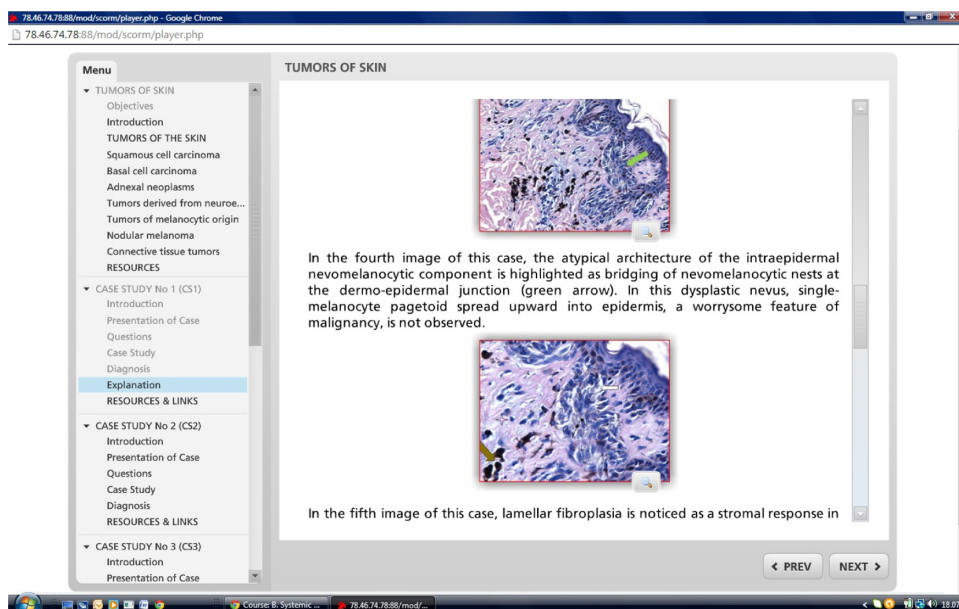 78.46.74.78:88/mod/scorm/player.php - Google Chrome
78.46.74.78:88/mod/scorm/player.php
Menu
TUMORS OF SKIN
Objectives
Introduction
TUMORS OF THE SKIN
Squamous cell carcinoma
Basal cell carcinoma
Adnexal neoplasms
Tumors derived from neuroe...
Tumors of melanocytic origin
Nodular melanoma
Connective tissue tumors
RESOURCES
CASE STUDY No 1 (CS1)
Introduction
Presentation of Case
Questions
Case Study
Diagnosis
Explanation
RESOURCES & LINKS
CASE STUDY No 2 (CS2)
Introduction
Presentation of Case
Questions
Case Study
Diagnosis
RESOURCES & LINKS
CASE STUDY No 3 (CS3)
Introduction
Presentation of Case
TUMORS OF SKIN
In the fourth image of this case, the atypical architecture of the intraepidermal
nevomelanocytic component is highlighted as bridging of nevomelanocytic nests at
the dermo-epidermal junction (green arrow). In this dysplastic nevus, single-
melanocyte pagetoid spread upward into epidermis, a worrysome feature of
malignancy, is not observed.
In the fifth image of this case, lamellar fibroplasia is noticed as a stromal response in
PREV
NEXT
Course: B. Systemic ...
78.46.74.78:88/mod/...
18.07